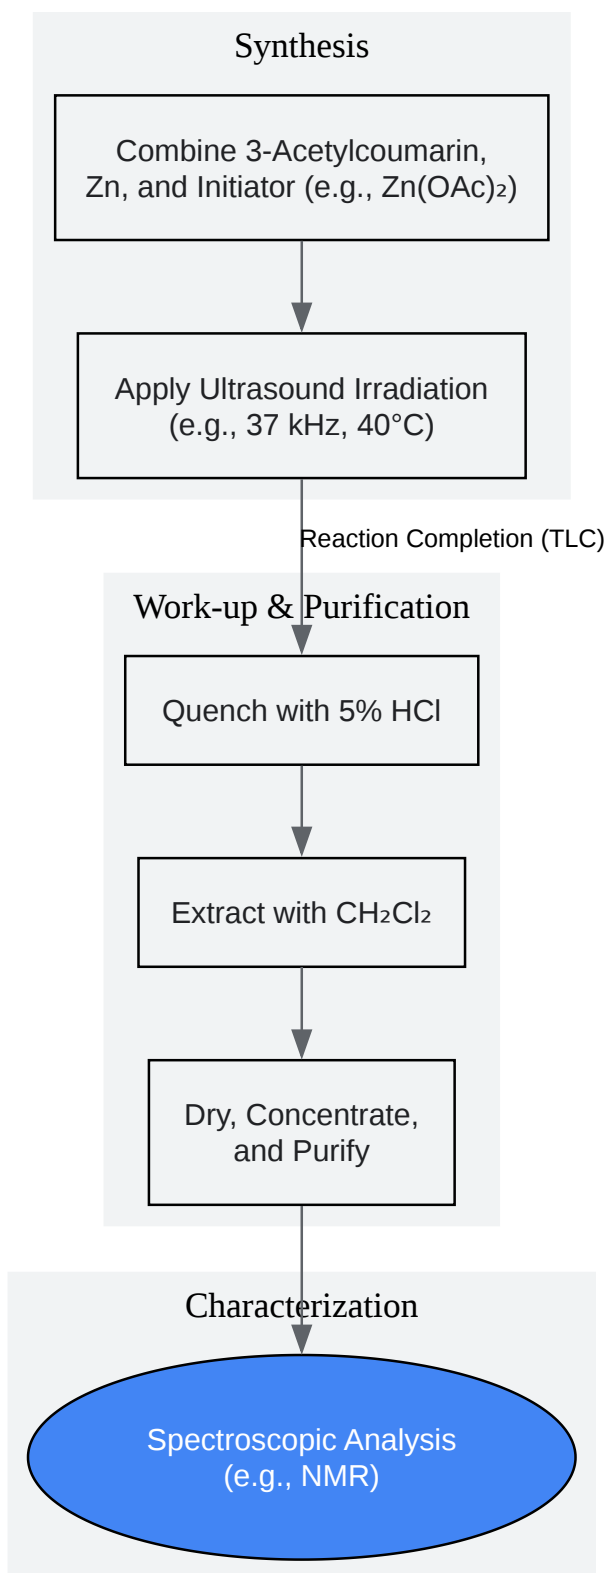 Synthesis
Combine 3-Acetylcoumarin,
Zn, and Initiator (e.g., Zn(OAc)₂)
Apply Ultrasound Irradiation
(e.g., 37 kHz, 40°C)
Reaction Completion (TLC)
Work-up & Purification
Quench with 5% HCl
Extract with CH₂Cl₂
Dry, Concentrate,
and Purify
Characterization
Spectroscopic Analysis
(e.g., NMR)